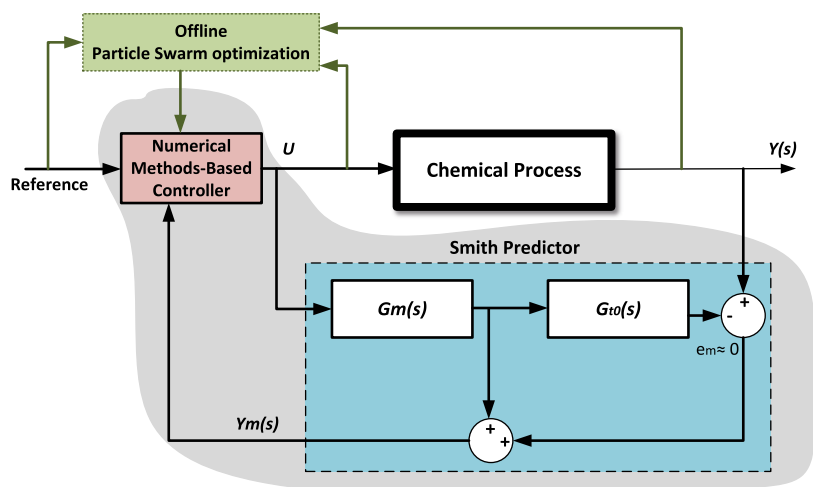 Offline
Particle Swarm optimization
Numerical
Methods-Based
Controller
U
Chemical Process
Y(s)
Reference
Smith Predictor
Gm(s)
Gt0(s)
+
-
em≈ 0
Ym(s)
+
+